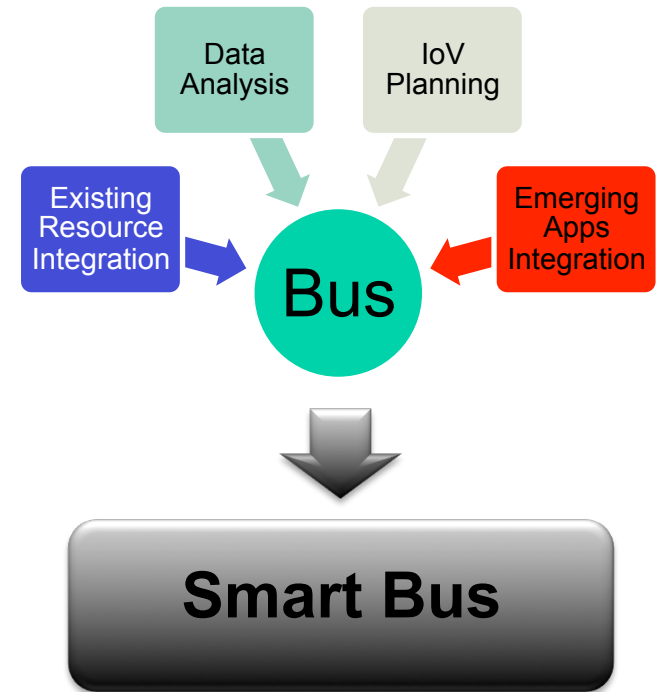 Data
Analysis
IoV
Planning
Existing
Resource
Integration
Emerging
Apps
Integration
Bus
Smart Bus